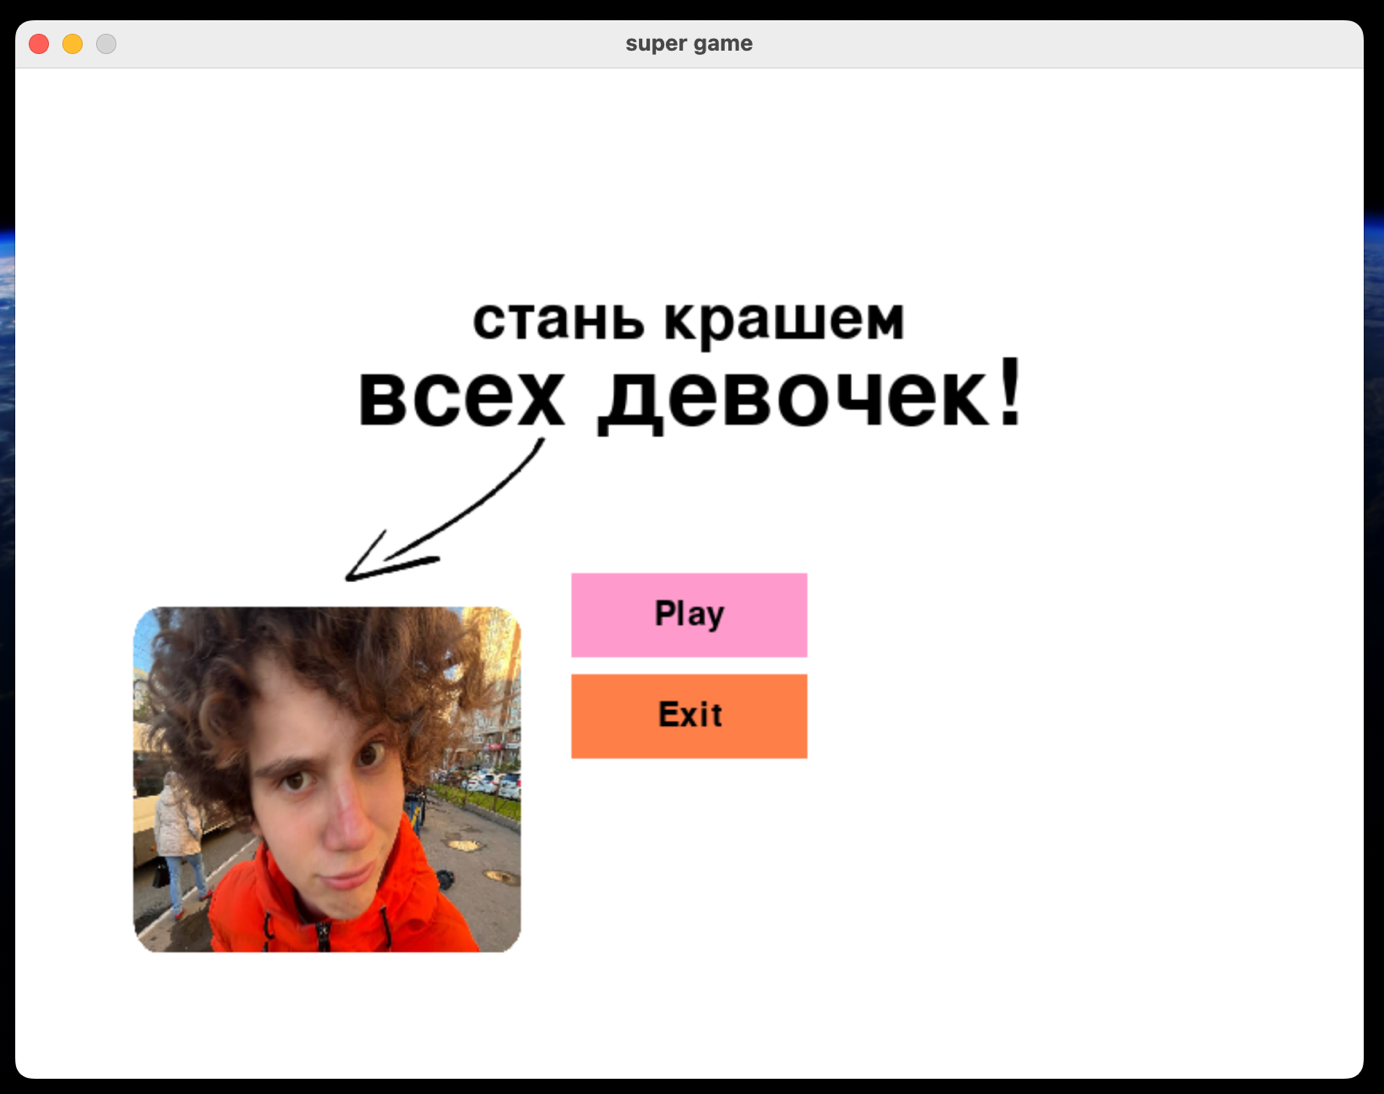 super game
стань крашем
всех девочек!
Play
Exit